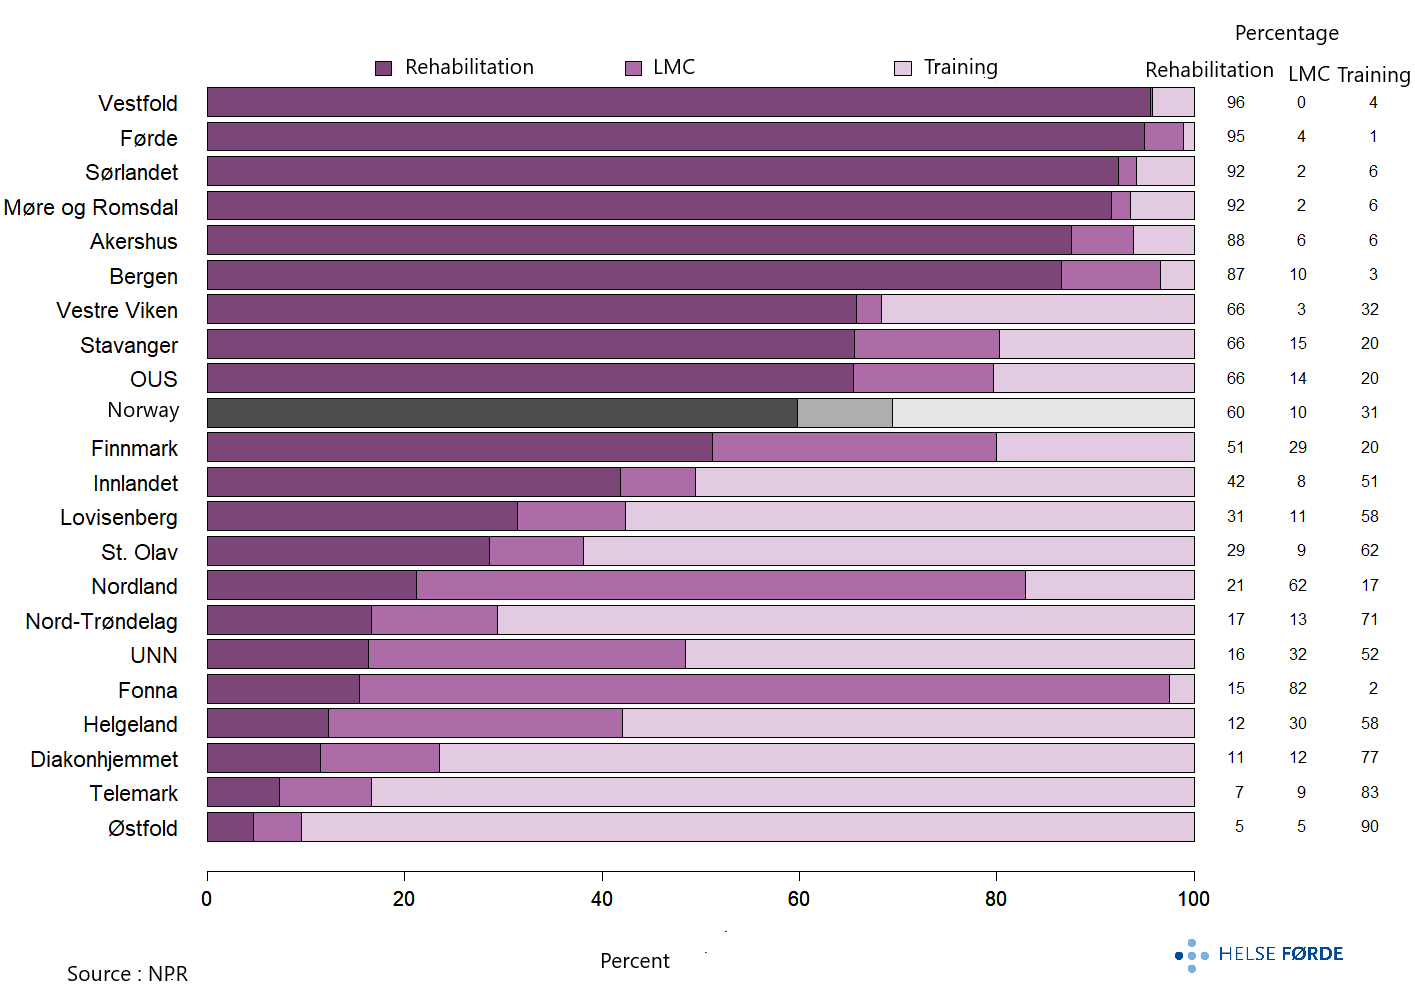 Percentage
Rehabilitation LMC Training Rehabilitation LMC Training
Vestfold 96 0 4
Førde 95 4 1
Sørlandet 92 2 6
Møre og Romsdal 92 2 6
Akershus 88 6 6
Bergen 87 10 3
Vestre Viken 66 3 32
Stavanger 66 15 20
OUS 66 14 20
Norway 60 10 31
Finnmark 51 29 20
Innlandet 42 8 51
Lovisenberg 31 11 58
St. Olav 29 9 62
Nordland 21 62 17
Nord-Trøndelag 17 13 71
UNN 16 32 52
Fonna 15 82 2
Helgeland 12 30 58
Diakonhjemmet 11 12 77
Telemark 7 9 83
Østfold 5 5 90
0 20 40 60 80 100
Percent
HELSE FØRDE
Source : NPR